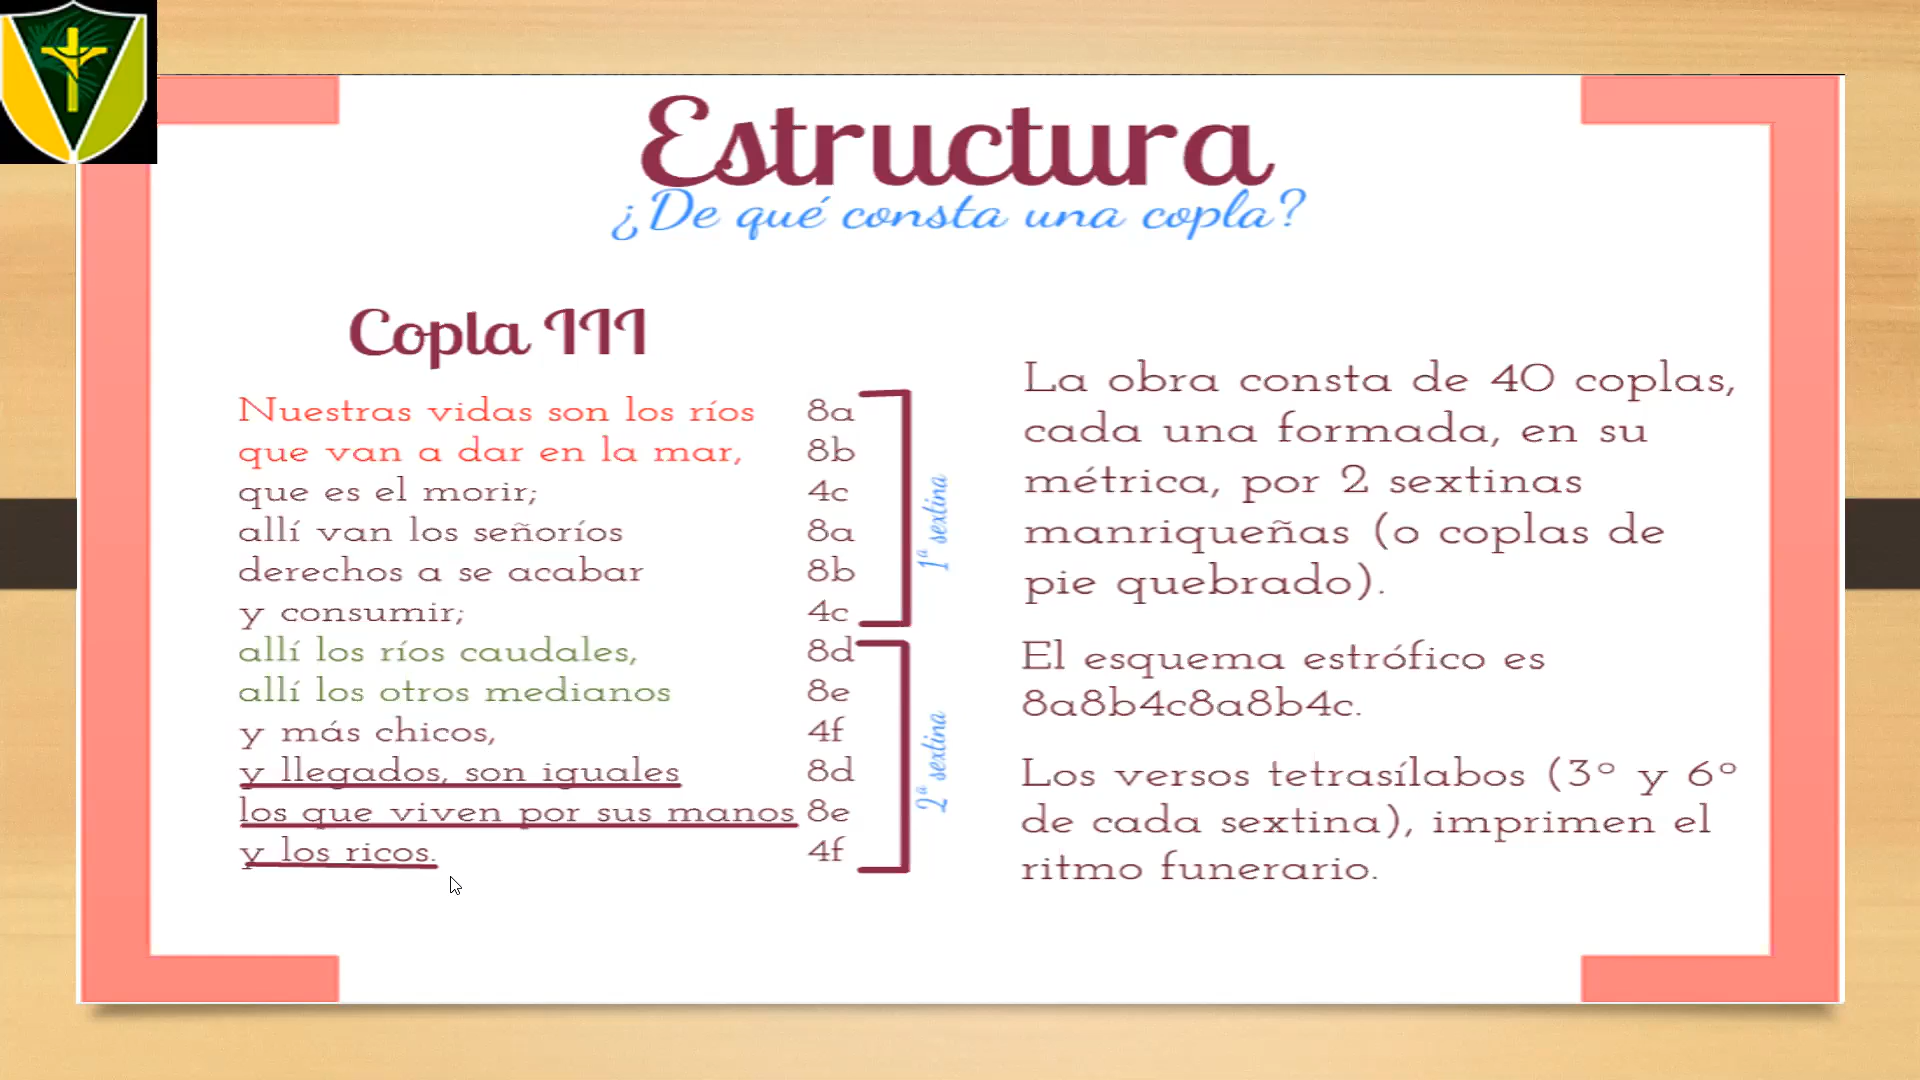 Estructura
¿De qué consta una copla?
Copla III
Nuestras vidas son los ríos 8a
que van a dar en la mar, 8b
que es el morir; 4c
allí van los señoríos 8a
derechos a se acabar 8b
y consumir; 4c
1ª sextina
allí los ríos caudales, 8d
allí los otros medianos 8e
y más chicos, 4f
y llegados, son iguales 8d
los que viven por sus manos 8e
y los ricos. 4f
2ª sextina
La obra consta de 40 coplas,
cada una formada, en su
métrica, por 2 sextinas
manriqueñas (o coplas de
pie quebrado).
El esquema estrófico es
8a8b4c8a8b4c.
Los versos tetrasílabos (3º y 6º
de cada sextina), imprimen el
ritmo funerario.